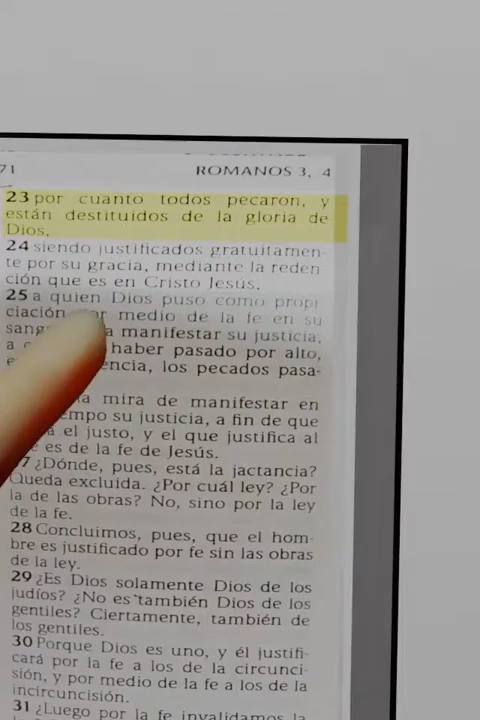 71 ROMANOS 3, 4
23 por cuanto todos pecaron, y
están destituidos de la gloria de
Dios,
24 siendo justificados gratuitamen-
te por su gracia, mediante la reden
ción que es en Cristo Jesús,
25 a quien Dios puso como propi
ciación por medio de la fe en su
manifestar su justicia,
a haber pasado por alto,
los pecados pasa-
mira de manifestar en
su justicia, a fin de que
el justo, y el que justifica al
es de la fe de Jesús.
¿Dónde, pues, está la jactancia?
Queda excluida. ¿Por cuál ley? ¿Por
la de las obras? No, sino por la ley
de la fe.
28 Concluimos, pues, que el hom-
bre es justificado por fe sin las obras
de la ley.
29 ¿Es Dios solamente Dios de los
judíos? ¿No es también Dios de los
gentiles? Ciertamente, también de
los gentiles.
30 Porque Dios es uno, y él justifi-
cará por la fe a los de la circunci-
sión, y por medio de la fe a los de la
incircuncisión.
31 ¿Luego por la fe invalidamos la